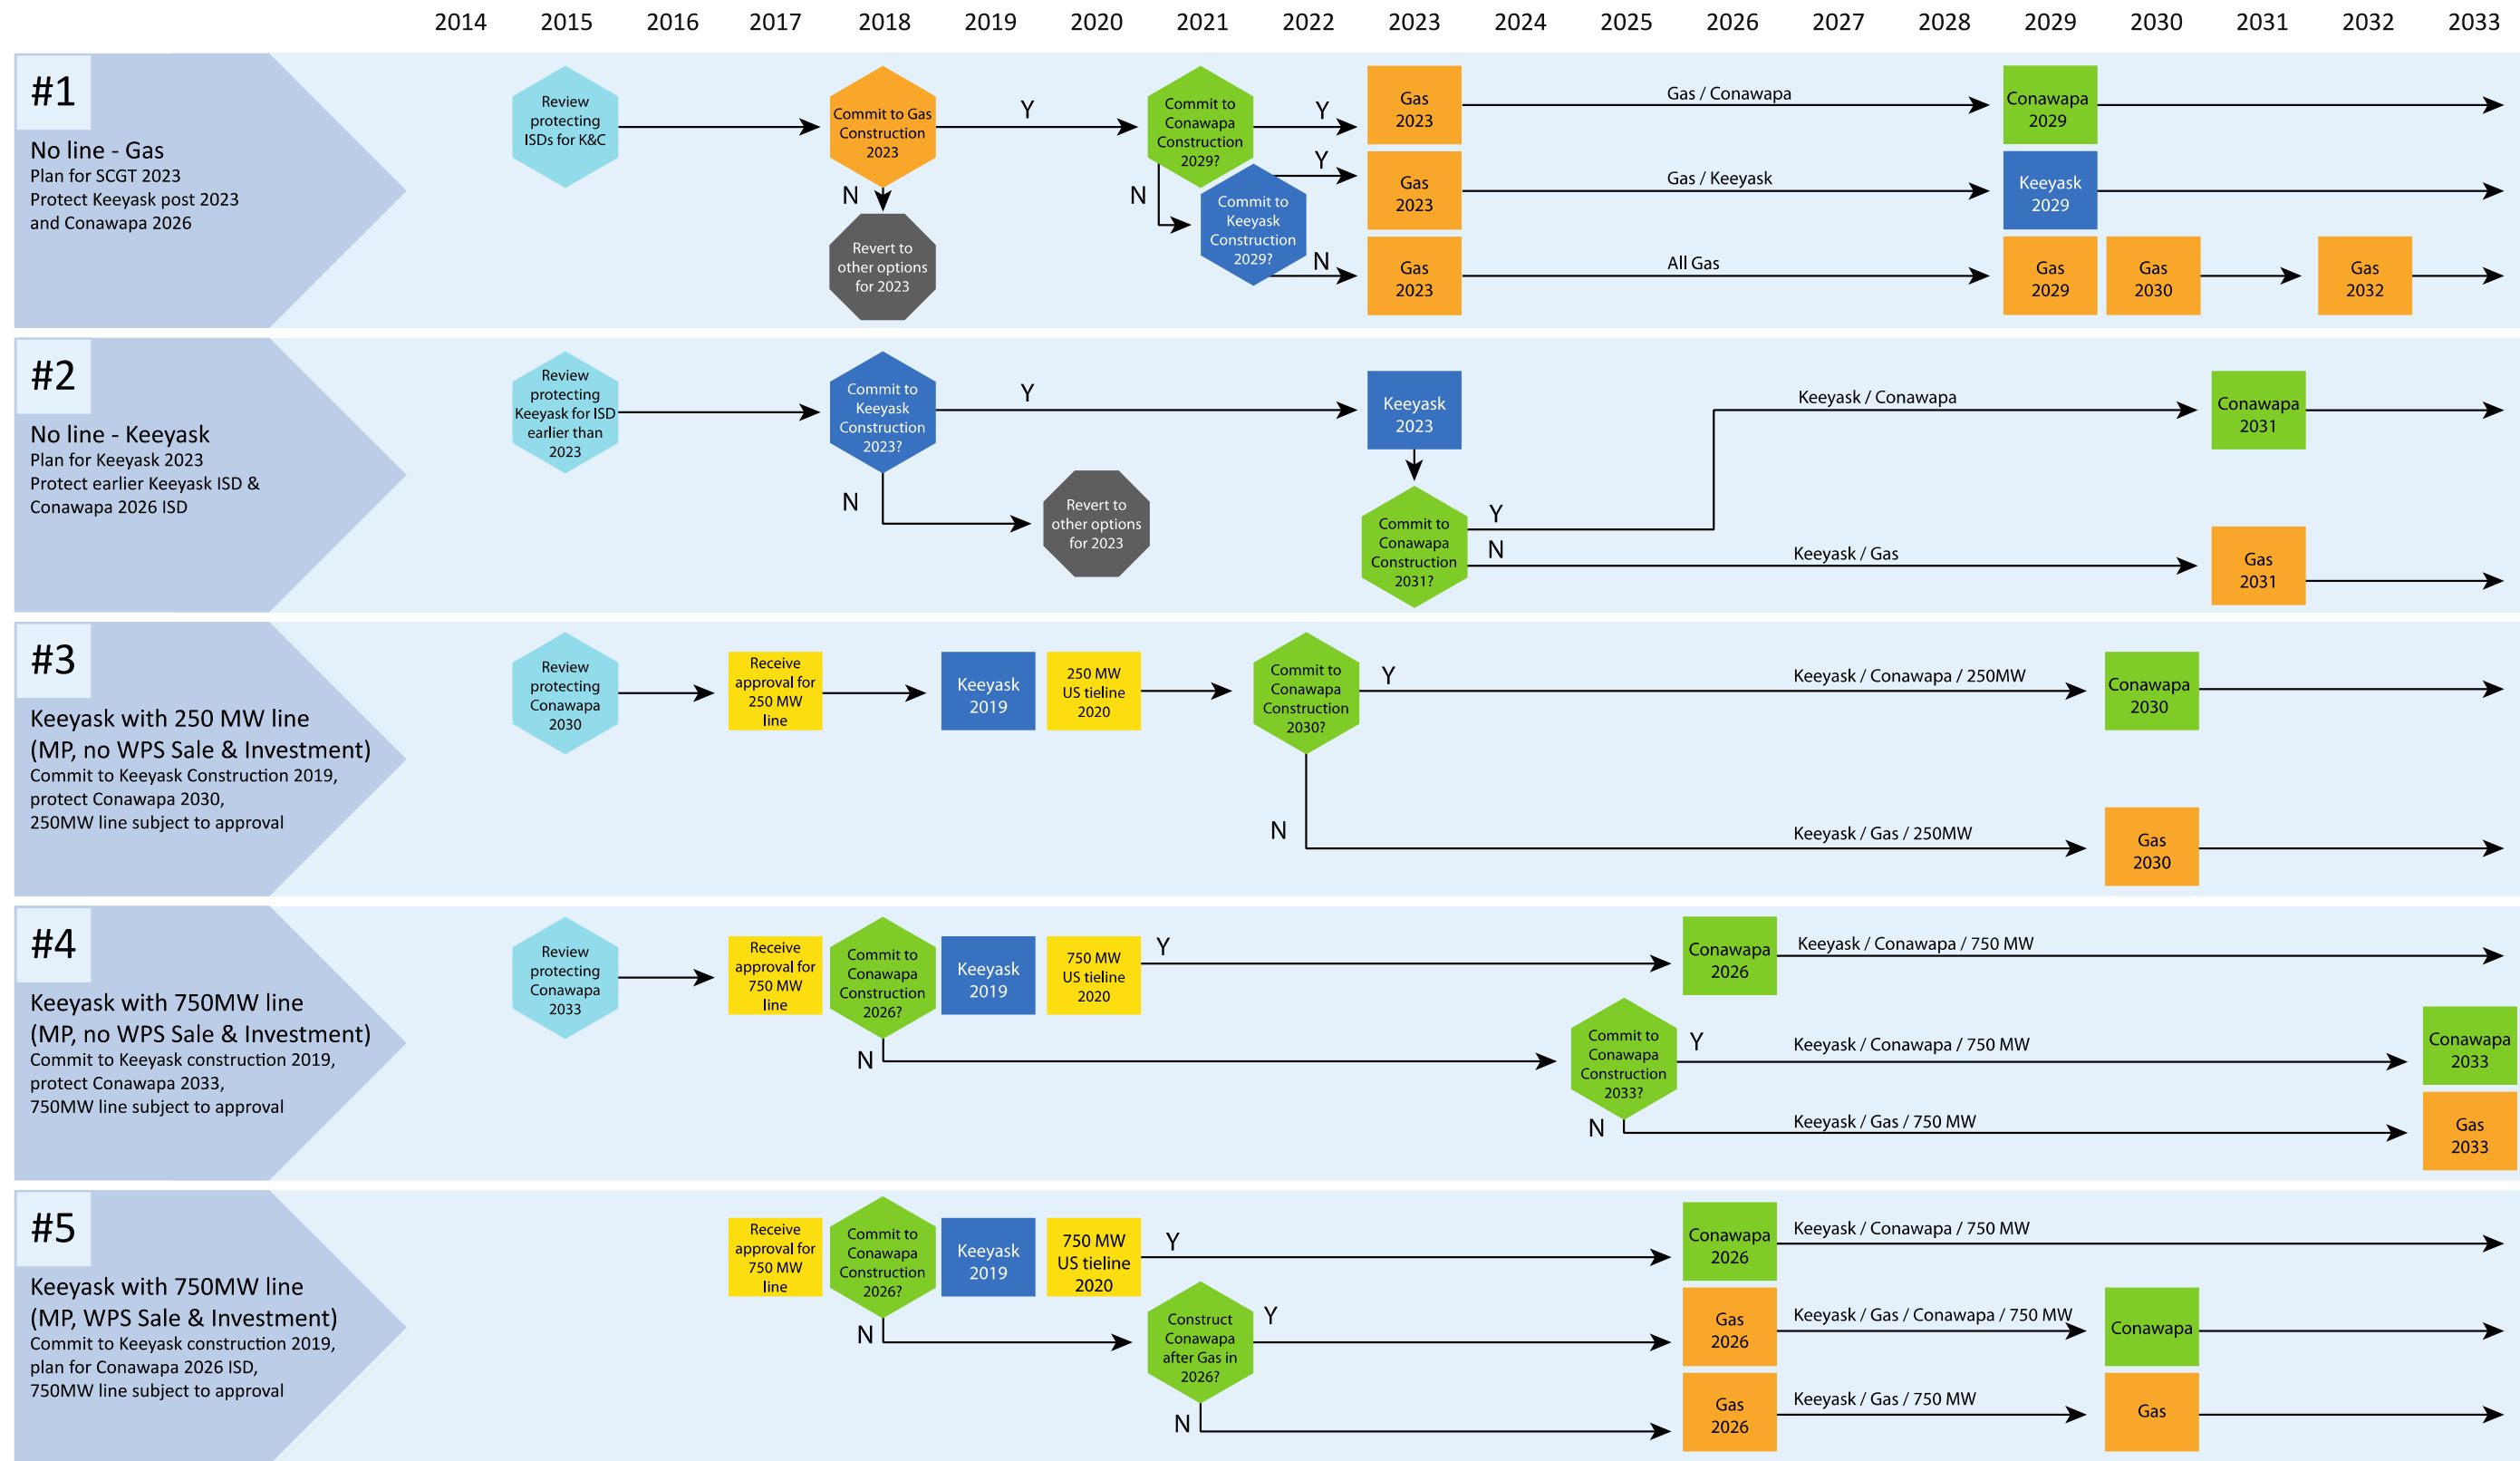 2014 2015 2016 2017 2018 2019 2020 2021 2022 2023 2024 2025 2026 2027 2028 2029 2030 2031 2032 2033
#1
No line - Gas
Plan for SCGT 2023
Protect Keeyask post 2023
and Conawapa 2026
Review
protecting
ISDs for K&C
Commit to Gas
Construction
2023
Y
N
Revert to
other options
for 2023
Commit to
Conawapa
Construction
2029?
Y
N
Commit to
Keeyask
Construction
2029?
Y
N
Gas
2023
Gas / Conawapa
Conawapa
2029
Gas
2023
Gas / Keeyask
Keeyask
2029
Gas
2023
All Gas
Gas
2029
Gas
2030
Gas
2032
#2
No line - Keeyask
Plan for Keeyask 2023
Protect earlier Keeyask ISD &
Conawapa 2026 ISD
Review
protecting
Keeyask for ISD
earlier than
2023
Commit to
Keeyask
Construction
2023?
Y
N
Revert to
other options
for 2023
Keeyask
2023
Commit to
Conawapa
Construction
2031?
Y
N
Keeyask / Conawapa
Conawapa
2031
Keeyask / Gas
Gas
2031
#3
Keeyask with 250 MW line
(MP, no WPS Sale & Investment)
Commit to Keeyask Construction 2019,
protect Conawapa 2030,
250MW line subject to approval
Review
protecting
Conawapa
2030
Receive
approval for
250 MW
line
Keeyask
2019
250 MW
US tieline
2020
Commit to
Conawapa
Construction
2030?
Y
N
Keeyask / Conawapa / 250MW
Conawapa
2030
Keeyask / Gas / 250MW
Gas
2030
#4
Keeyask with 750MW line
(MP, no WPS Sale & Investment)
Commit to Keeyask construction 2019,
protect Conawapa 2033,
750MW line subject to approval
Review
protecting
Conawapa
2033
Receive
approval for
750 MW
line
Commit to
Conawapa
Construction
2026?
Keeyask
2019
750 MW
US tieline
2020
Y
N
Conawapa
2026
Keeyask / Conawapa / 750 MW
Commit to
Conawapa
Construction
2033?
Y
N
Keeyask / Conawapa / 750 MW
Conawapa
2033
Keeyask / Gas / 750 MW
Gas
2033
#5
Keeyask with 750MW line
(MP, WPS Sale & Investment)
Commit to Keeyask construction 2019,
plan for Conawapa 2026 ISD,
750MW line subject to approval
Receive
approval for
750 MW
line
Commit to
Conawapa
Construction
2026?
Keeyask
2019
750 MW
US tieline
2020
Y
N
Conawapa
2026
Keeyask / Conawapa / 750 MW
Construct
Conawapa
after Gas in
2026?
Y
N
Gas
2026
Keeyask / Gas / Conawapa / 750 MW
Conawapa
Gas
2026
Keeyask / Gas / 750 MW
Gas